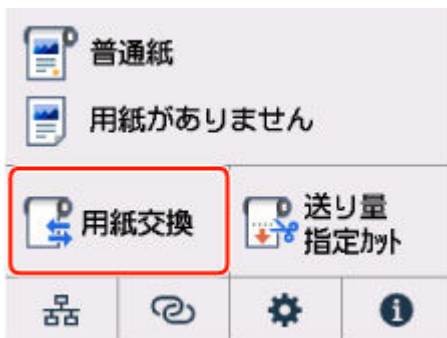 普通紙
用紙がありません
用紙交換
送り量
指定カット